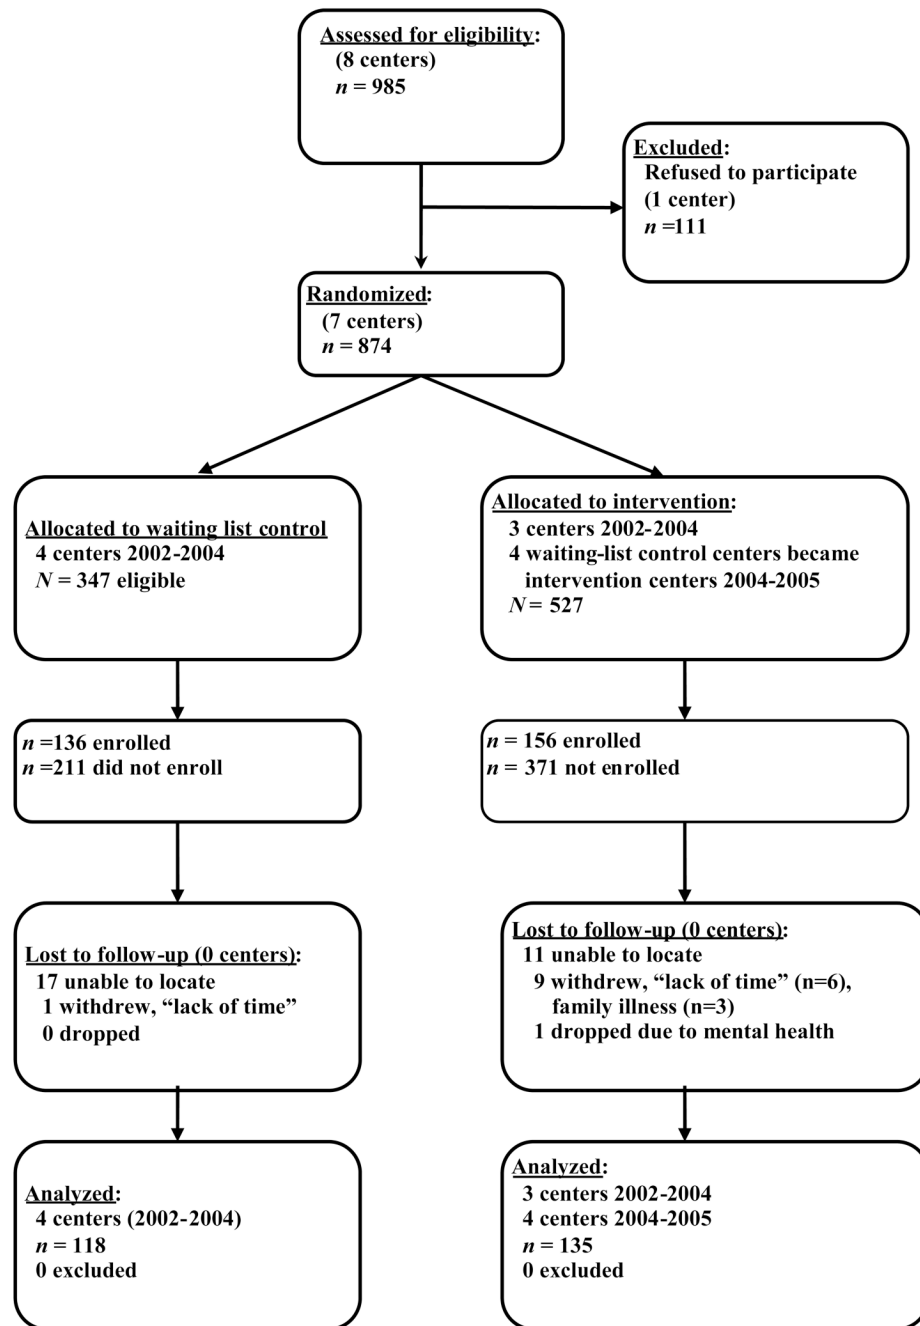 Assessed for eligibility:
(8 centers)
n = 985
Excluded:
Refused to participate
(1 center)
n =111
Randomized:
(7 centers)
n = 874
Allocated to waiting list control
4 centers 2002-2004
N = 347 eligible
Allocated to intervention:
3 centers 2002-2004
4 waiting-list control centers became
intervention centers 2004-2005
N = 527
n =136 enrolled
n =211 did not enroll
n = 156 enrolled
n = 371 not enrolled
Lost to follow-up (0 centers):
17 unable to locate
1 withdrew, “lack of time”
0 dropped
Lost to follow-up (0 centers):
11 unable to locate
9 withdrew, “lack of time” (n=6),
family illness (n=3)
1 dropped due to mental health
Analyzed:
4 centers (2002-2004)
n = 118
0 excluded
Analyzed:
3 centers 2002-2004
4 centers 2004-2005
n = 135
0 excluded